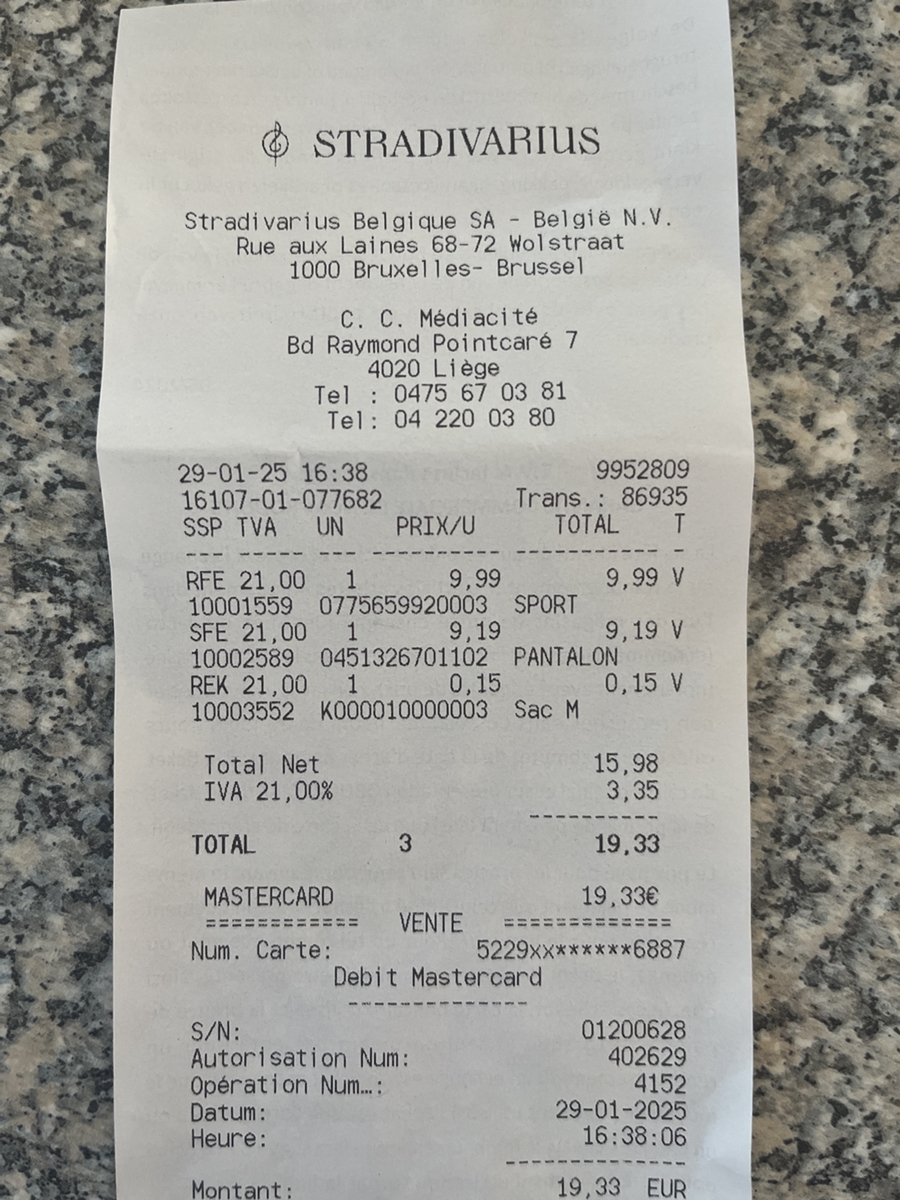 STRADIVARIUS
Stradivarius Belgique SA - België N.V.
Rue aux Laines 68-72 Wolstraat
1000 Bruxelles- Brussel
C. C. Médiacité
Bd Raymond Pointcaré 7
4020 Liège
Tel : 0475 67 03 81
Tel: 04 220 03 80
29-01-25 16:38 9952809
16107-01-077682 Trans.: 86935
SSP TVA UN PRIX/U TOTAL T
--------- --- ---------- ----------- -
RFE 21,00 1 9,99 9,99 V
10001559 0775659920003 SPORT
SFE 21,00 1 9,19 9,19 V
10002589 0451326701102 PANTALON
REK 21,00 1 0,15 0,15 V
10003552 K000010000003 Sac M
Total Net 15,98
IVA 21,00% 3,35
----------
TOTAL 3 19,33
MASTERCARD 19,33€
============ VENTE =============
Num. Carte: 5229xx******6887
Debit Mastercard
--------------
S/N: 01200628
Autorisation Num: 402629
Opération Num…: 4152
Datum: 29-01-2025
Heure: 16:38:06
--------------
Montant: 19,33 EUR